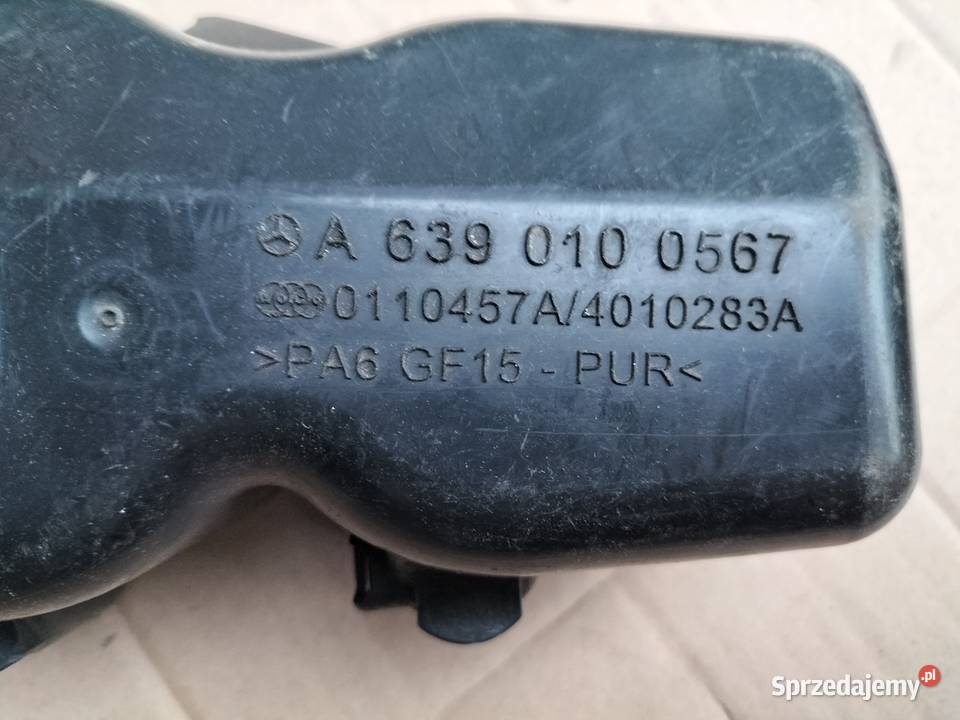 A 639 010 0567
0110457A/4010283A
>PA6 GF15 - PUR<
Sprzedajemy.pl